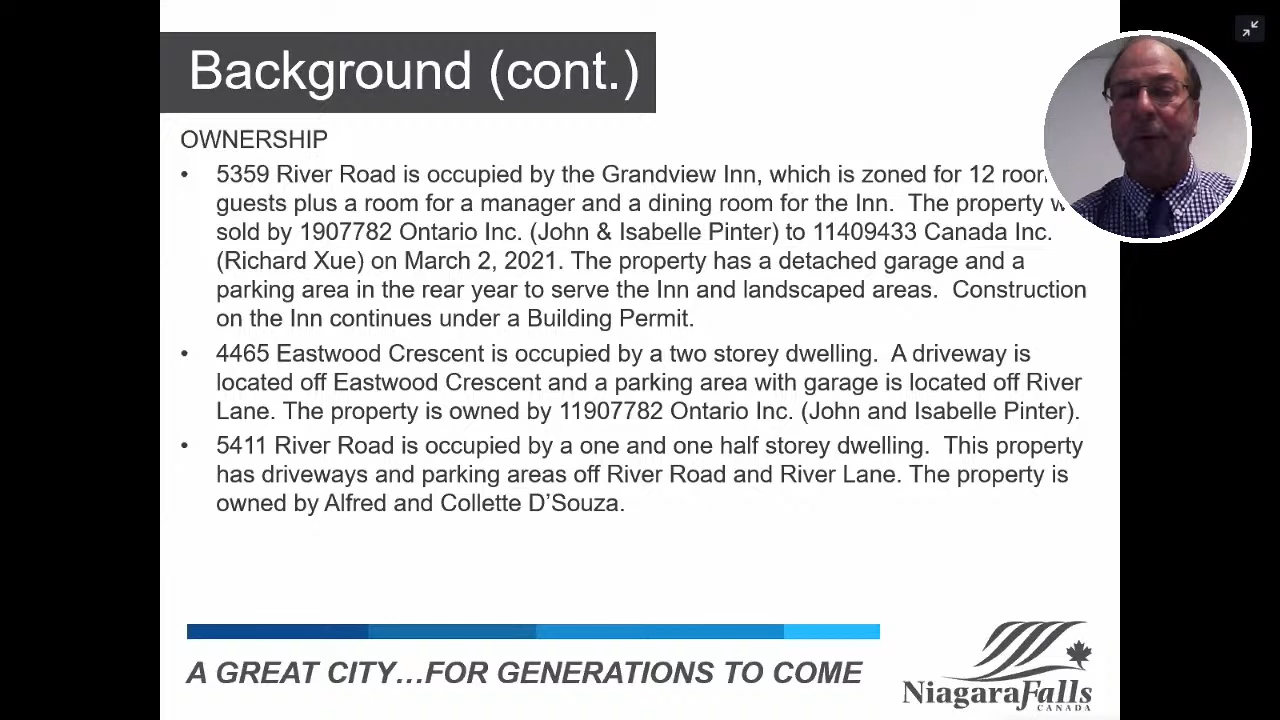 Background (cont.)
OWNERSHIP
• 5359 River Road is occupied by the Grandview Inn, which is zoned for 12
guests plus a room for a manager and a dining room for the Inn. The property
sold by 1907782 Ontario Inc. (John & Isabelle Pinter) to 11409433 Canada Inc.
(Richard Xue) on March 2, 2021. The property has a detached garage and a
parking area in the rear year to serve the Inn and landscaped areas. Construction
on the Inn continues under a Building Permit.
• 4465 Eastwood Crescent is occupied by a two storey dwelling. A driveway is
located off Eastwood Crescent and a parking area with garage is located off River
Lane. The property is owned by 11907782 Ontario Inc. (John and Isabelle Pinter).
• 5411 River Road is occupied by a one and one half storey dwelling. This property
has driveways and parking areas off River Road and River Lane. The property is
owned by Alfred and Collette D’Souza.
A GREAT CITY…FOR GENERATIONS TO COME
NiagaraFalls
CANADA